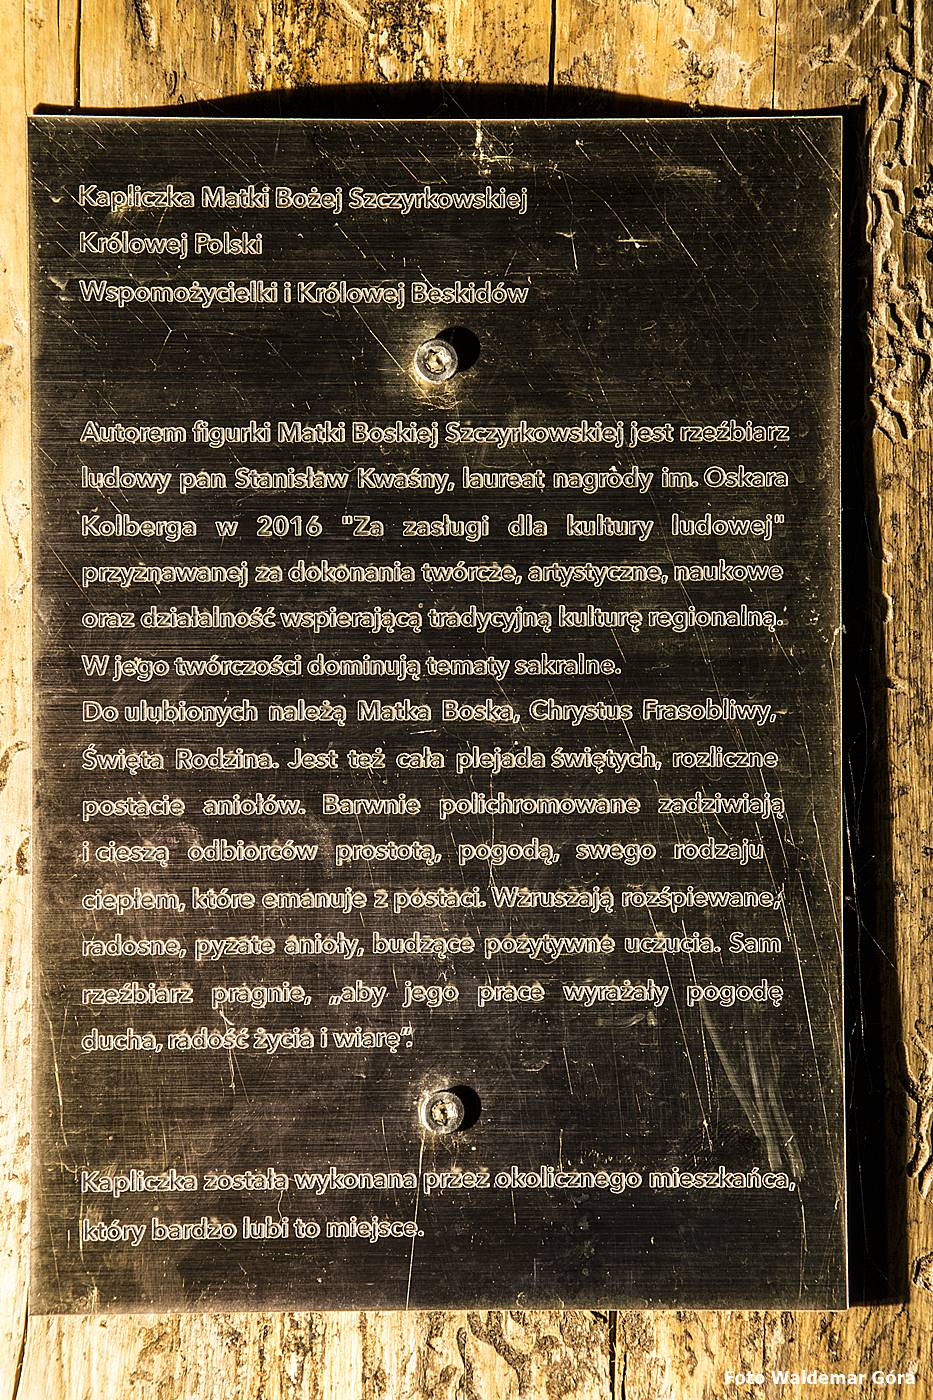 Kapliczka Matki Bożej Szczyrkowskiej
Królowej Polski
Wspomożycielki i Królowej Beskidów
Autorem figurki Matki Boskiej Szczyrkowskiej jest rzeźbiarz
ludowy pan Stanisław Kwaśny, laureat nagrody im. Oskara
Kolberga w 2016 "Za zasługi dla kultury ludowej"
przyznawanej za dokonania twórcze, artystyczne, naukowe
oraz działalność wspierającą tradycyjną kulturę regionalną.
W jego twórczości dominują tematy sakralne.
Do ulubionych należą Matka Boska, Chrystus Frasobliwy,
Święta Rodzina. Jest też cała plejada świętych, rozliczne
postacie aniołów. Barwnie polichromowane zadziwiają
i cieszą odbiorców prostotą, pogodą, swego rodzaju
ciepłem, które emanuje z postaci. Wzruszają rozśpiewane,
radosne, pyzate anioły, budzące pozytywne uczucia. Sam
rzeźbiarz pragnie, „aby jego prace wyrażały pogodę
ducha, radość życia i wiarę”.
Kapliczka została wykonana przez okolicznego mieszkańca,
który bardzo lubi to miejsce.
Foto Waldemar Góra